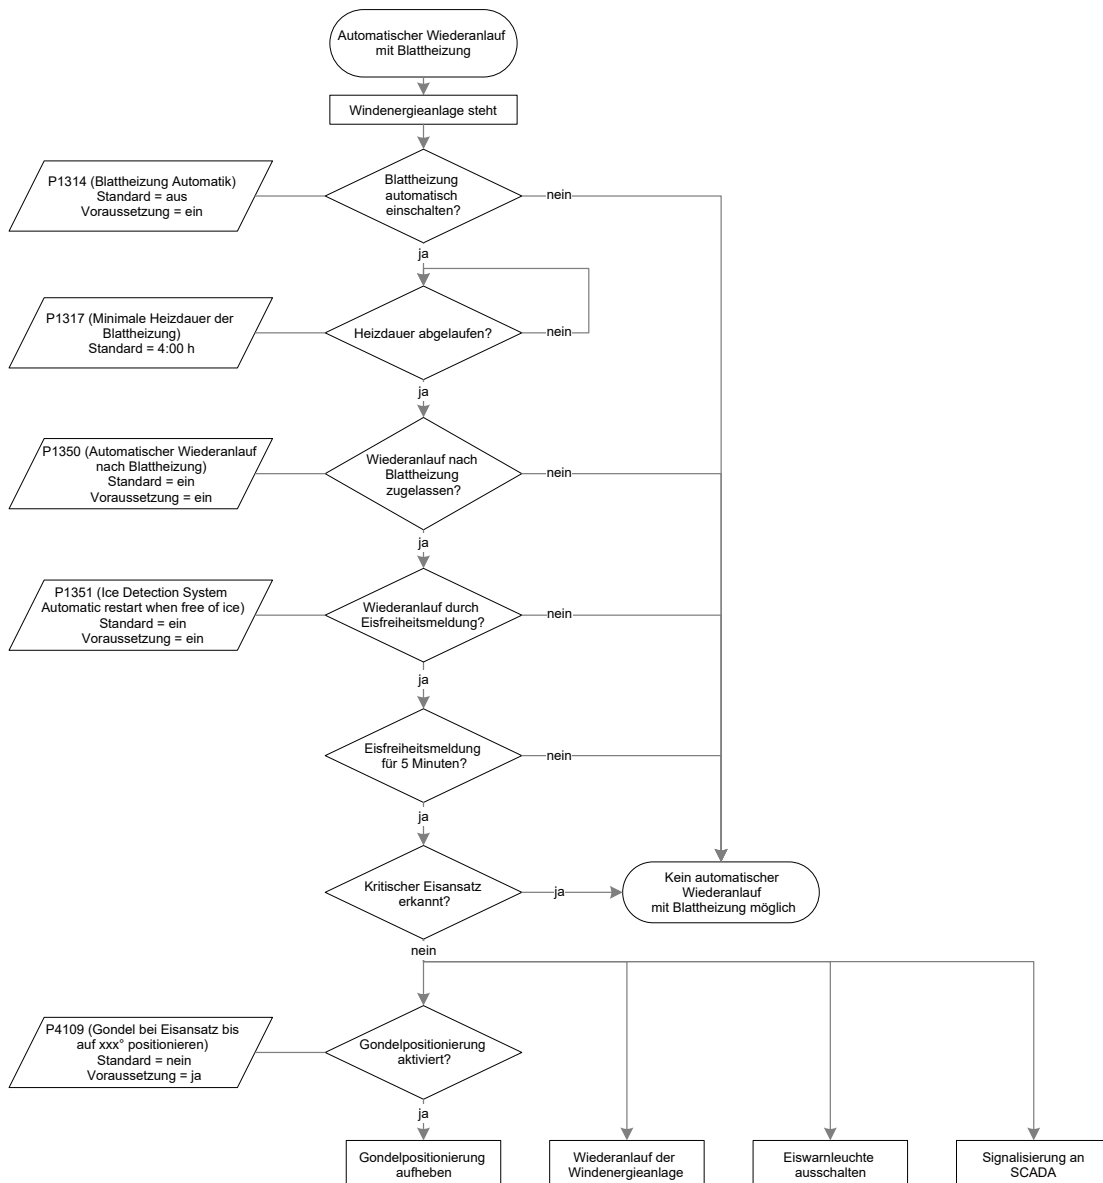 Automatischer Wiederanlauf
mit Blattheizung
Windenergieanlage steht
P1314 (Blattheizung Automatik)
Standard = aus
Voraussetzung = ein
Blattheizung
automatisch
einschalten?
nein
ja
P1317 (Minimale Heizdauer der
Blattheizung)
Standard = 4:00 h
Heizdauer abgelaufen?
nein
ja
P1350 (Automatischer Wiederanlauf
nach Blattheizung)
Standard = ein
Voraussetzung = ein
Wiederanlauf nach
Blattheizung
zugelassen?
nein
ja
P1351 (Ice Detection System
Automatic restart when free of ice)
Standard = ein
Voraussetzung = ein
Wiederanlauf durch
Eisfreiheitsmeldung?
nein
ja
Eisfreiheitsmeldung
für 5 Minuten?
nein
ja
Kritischer Eisansatz
erkannt?
ja
Kein automatischer
Wiederanlauf
mit Blattheizung möglich
nein
P4109 (Gondel bei Eisansatz bis
auf xxx° positionieren)
Standard = nein
Voraussetzung = ja
Gondelpositionierung
aktiviert?
ja
Gondelpositionierung
aufheben
Wiederanlauf der
Windenergieanlage
Eiswarnleuchte
ausschalten
Signalisierung an
SCADA